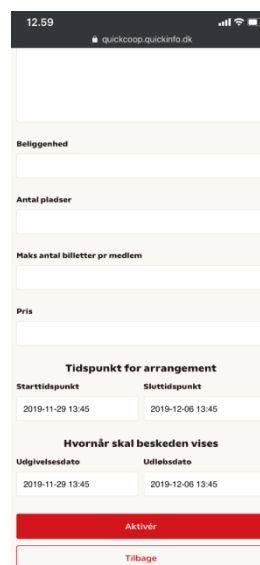 12.59
quickcoop.quickinfo.dk
Beliggenhed
Antal pladser
Maks antal billetter pr medlem
Pris
Tidspunkt for arrangement
Starttidspunkt Sluttidspunkt
2019-11-29 13:45 2019-12-06 13:45
Hvornår skal beskeden vises
Udgivelsesdato Udløbsdato
2019-11-29 13:45 2019-12-06 13:45
Aktivér
Tilbage